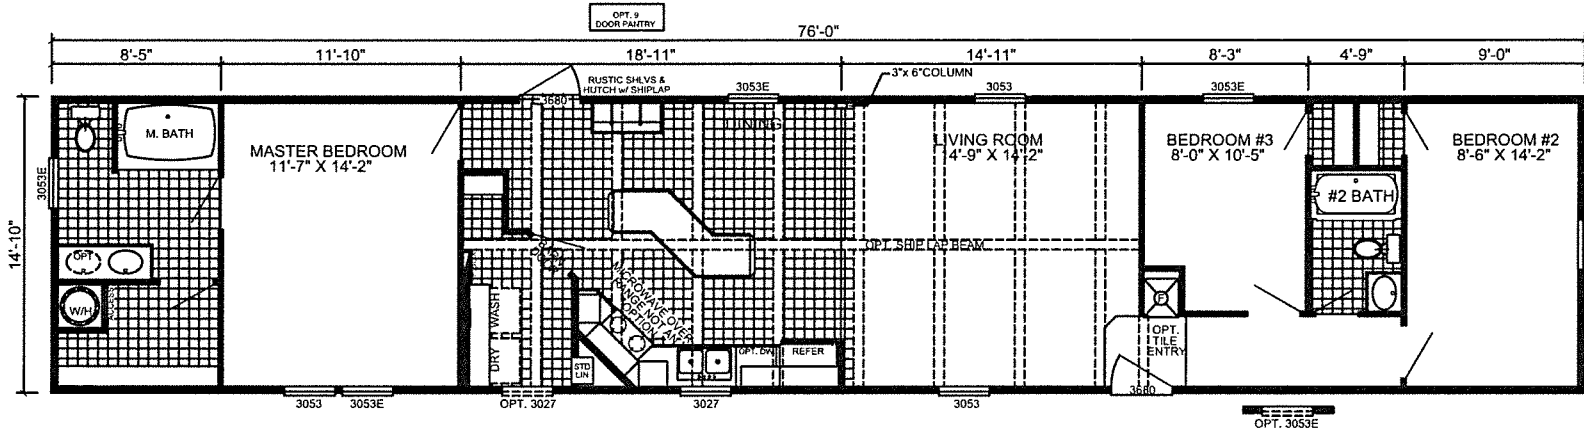 OPT. 9
DOOR PANTRY
76'-0"
8'-5"
11'-10"
18'-11"
14'-11"
8'-3"
4'-9"
9'-0"
RUSTIC SHLVS &
HUTCH w/ SHIPLAP
3"x 6"COLUMN
3680
3053E
3053
3053E
M. BATH
MASTER BEDROOM
11'-7" X 14'-2"
DINING
LIVING ROOM
14'-9" X 14'-2"
BEDROOM #3
8'-0" X 10'-5"
BEDROOM #2
8'-6" X 14'-2"
3053E
14'-10"
#2 BATH
OPT
OPT. SHIP LAP BEAM
BARN
DOOR
MICROWAVE OVER
RANGE NOT AN
OPTION
W/H
ACCESS
WASH
DRY
F
OPT.
TILE
ENTRY
STD
LIN
OPT. DW
REFER
3680
3053
3053E
OPT. 3027
3027
3053
OPT. 3053E